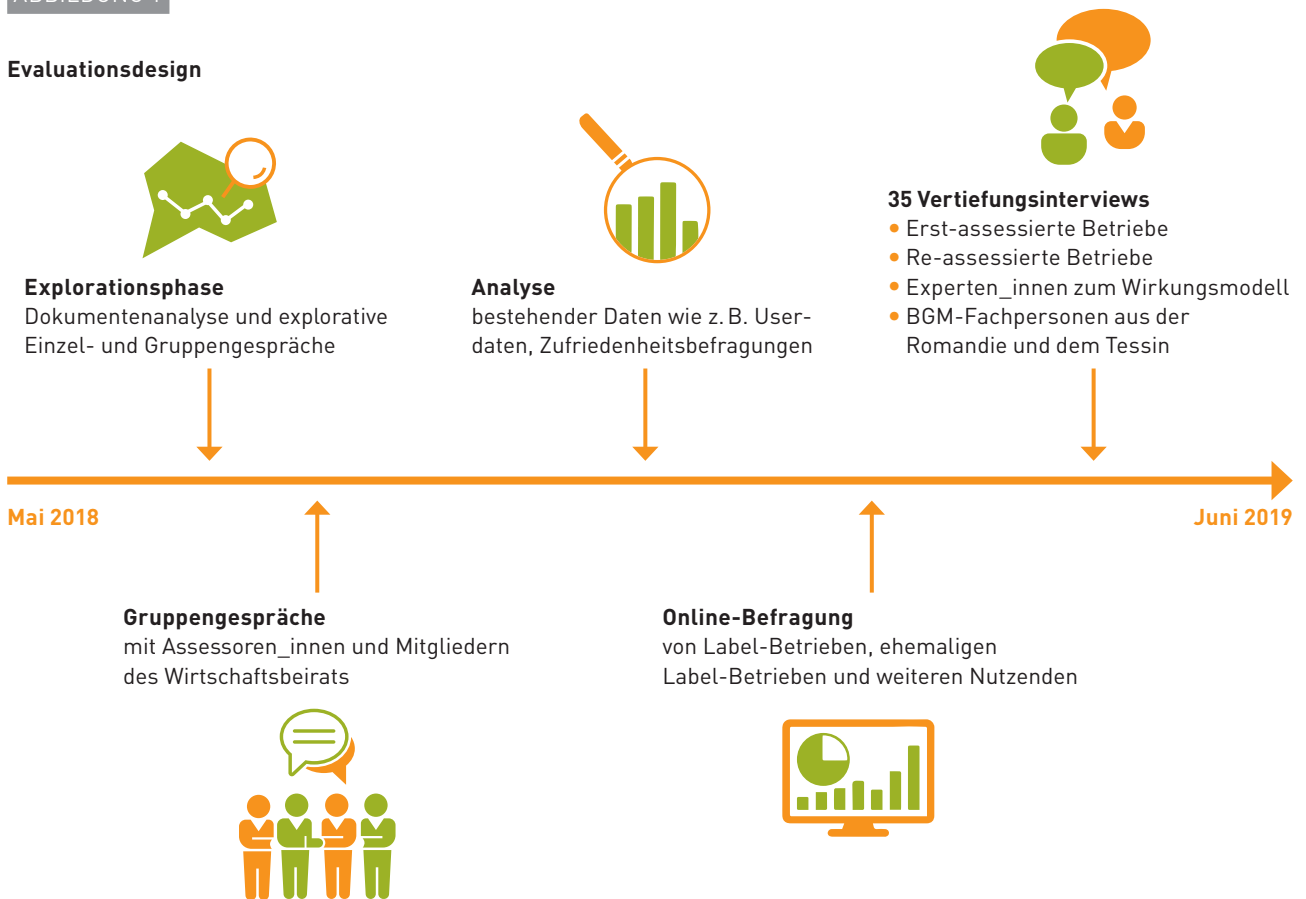 ABBILDUNG 1
Evaluationsdesign
Explorationsphase
Dokumentenanalyse und explorative
Einzel- und Gruppengespräche
Analyse
bestehender Daten wie z. B. User-
daten, Zufriedenheitsbefragungen
35 Vertiefungsinterviews
• Erst-assessierte Betriebe
• Re-assessierte Betriebe
• Experten_innen zum Wirkungsmodell
• BGM-Fachpersonen aus der
Romandie und dem Tessin
Mai 2018
Juni 2019
Gruppengespräche
mit Assessoren_innen und Mitgliedern
des Wirtschaftsbeirats
Online-Befragung
von Label-Betrieben, ehemaligen
Label-Betrieben und weiteren Nutzenden